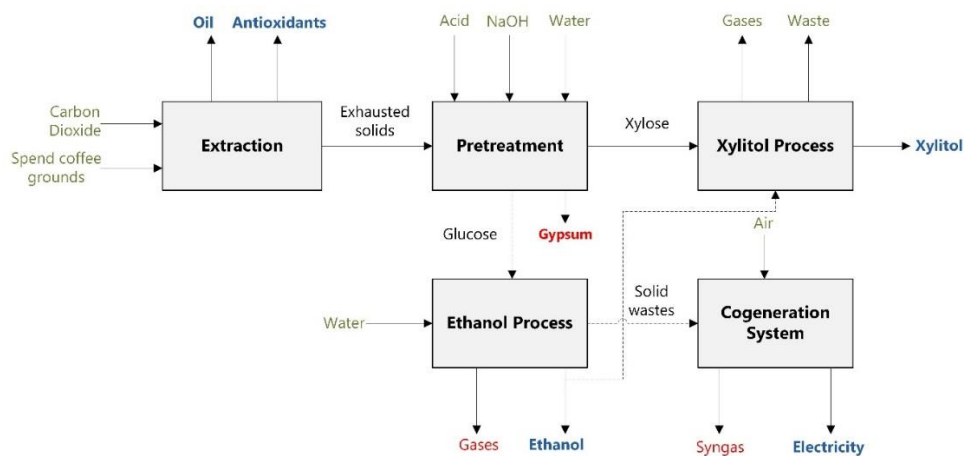 Oil
Antioxidants
Acid
NaOH
Water
Gases
Waste
Carbon
Dioxide
Spend coffee
grounds
Extraction
Exhausted
solids
Pretreatment
Xylose
Xylitol Process
Xylitol
Glucose
Gypsum
Air
Water
Ethanol Process
Solid
wastes
Cogeneration
System
Gases
Ethanol
Syngas
Electricity